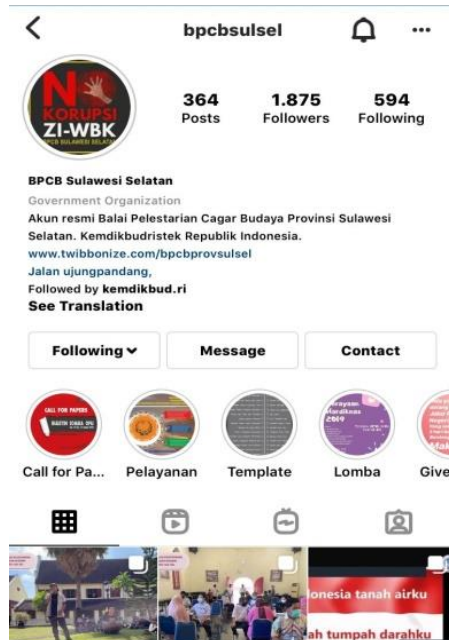 bpcbsulsel
NO
KORUPSI
ZI-WBK
BPCB SULAWESI SELATAN
364
Posts
1.875
Followers
594
Following
BPCB Sulawesi Selatan
Government Organization
Akun resmi Balai Pelestarian Cagar Budaya Provinsi Sulawesi
Selatan. Kemdikbudristek Republik Indonesia.
www.twibbonize.com/bpcbprovsulsel
Jalan ujungpandang,
Followed by kemdikbud.ri
See Translation
Following
Message
Contact
CALL FOR PAPERS
2019
Call for Pa...
Pelayanan
Template
Lomba
Give
onesia tanah airku
ah tumpah darahku